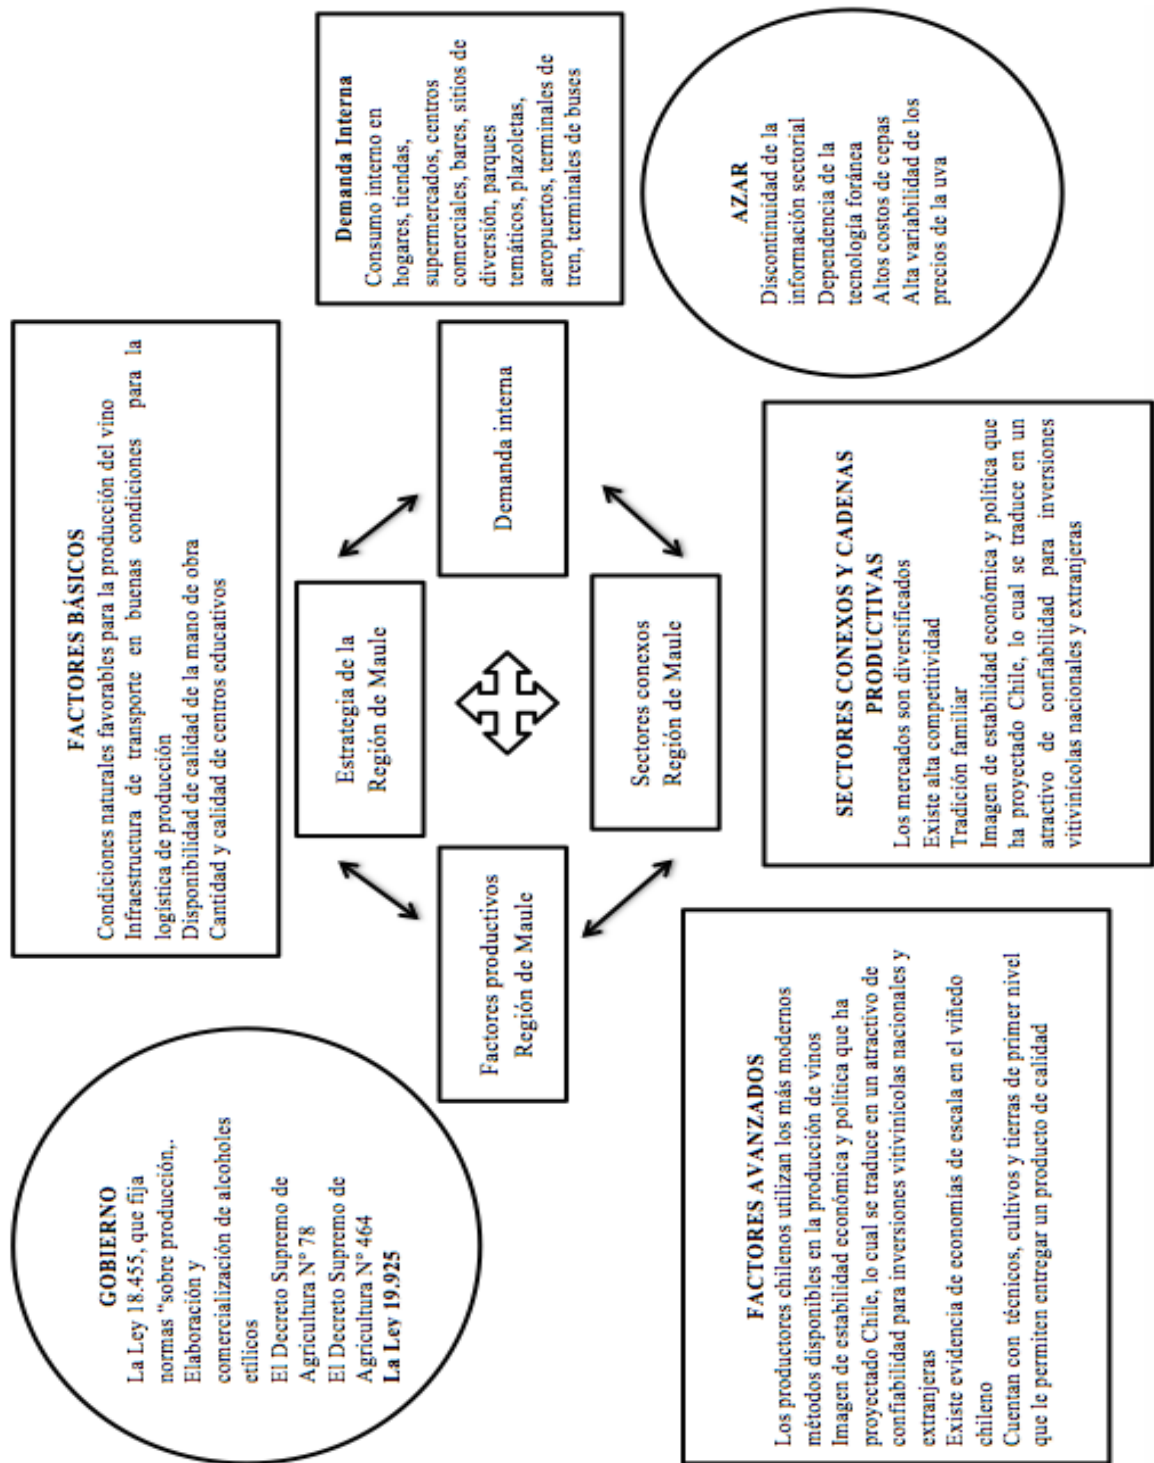 GOBIERNO
La Ley 18.455, que fija
normas “sobre producción,.
Elaboración y
comercialización de alcoholes
etílicos
El Decreto Supremo de
Agricultura N° 78
El Decreto Supremo de
Agricultura N° 464
La Ley 19.925
FACTORES BÁSICOS
Condiciones naturales favorables para la producción del vino
Infraestructura de transporte en buenas condiciones para la
logística de producción
Disponibilidad de calidad de la mano de obra
Cantidad y calidad de centros educativos
Demanda Interna
Consumo interno en
hogares, tiendas,
supermercados, centros
comerciales, bares, sitios de
diversión, parques
temáticos, plazoletas,
aeropuertos, terminales de
tren, terminales de buses
Estrategia de la
Región de Maule
Factores productivos
Región de Maule
Demanda interna
Sectores conexos
Región de Maule
FACTORES AVANZADOS
Los productores chilenos utilizan los más modernos
métodos disponibles en la producción de vinos
Imagen de estabilidad económica y política que ha
proyectado Chile, lo cual se traduce en un atractivo de
confiabilidad para inversiones vitivinícolas nacionales y
extranjeras
Existe evidencia de economías de escala en el viñedo
chileno
Cuentan con técnicos, cultivos y tierras de primer nivel
que le permiten entregar un producto de calidad
SECTORES CONEXOS Y CADENAS
PRODUCTIVAS
Los mercados son diversificados
Existe alta competitividad
Tradición familiar
Imagen de estabilidad económica y política que
ha proyectado Chile, lo cual se traduce en un
atractivo de confiabilidad para inversiones
vitivinícolas nacionales y extranjeras
AZAR
Discontinuidad de la
información sectorial
Dependencia de la
tecnología foránea
Altos costos de cepas
Alta variabilidad de los
precios de la uva